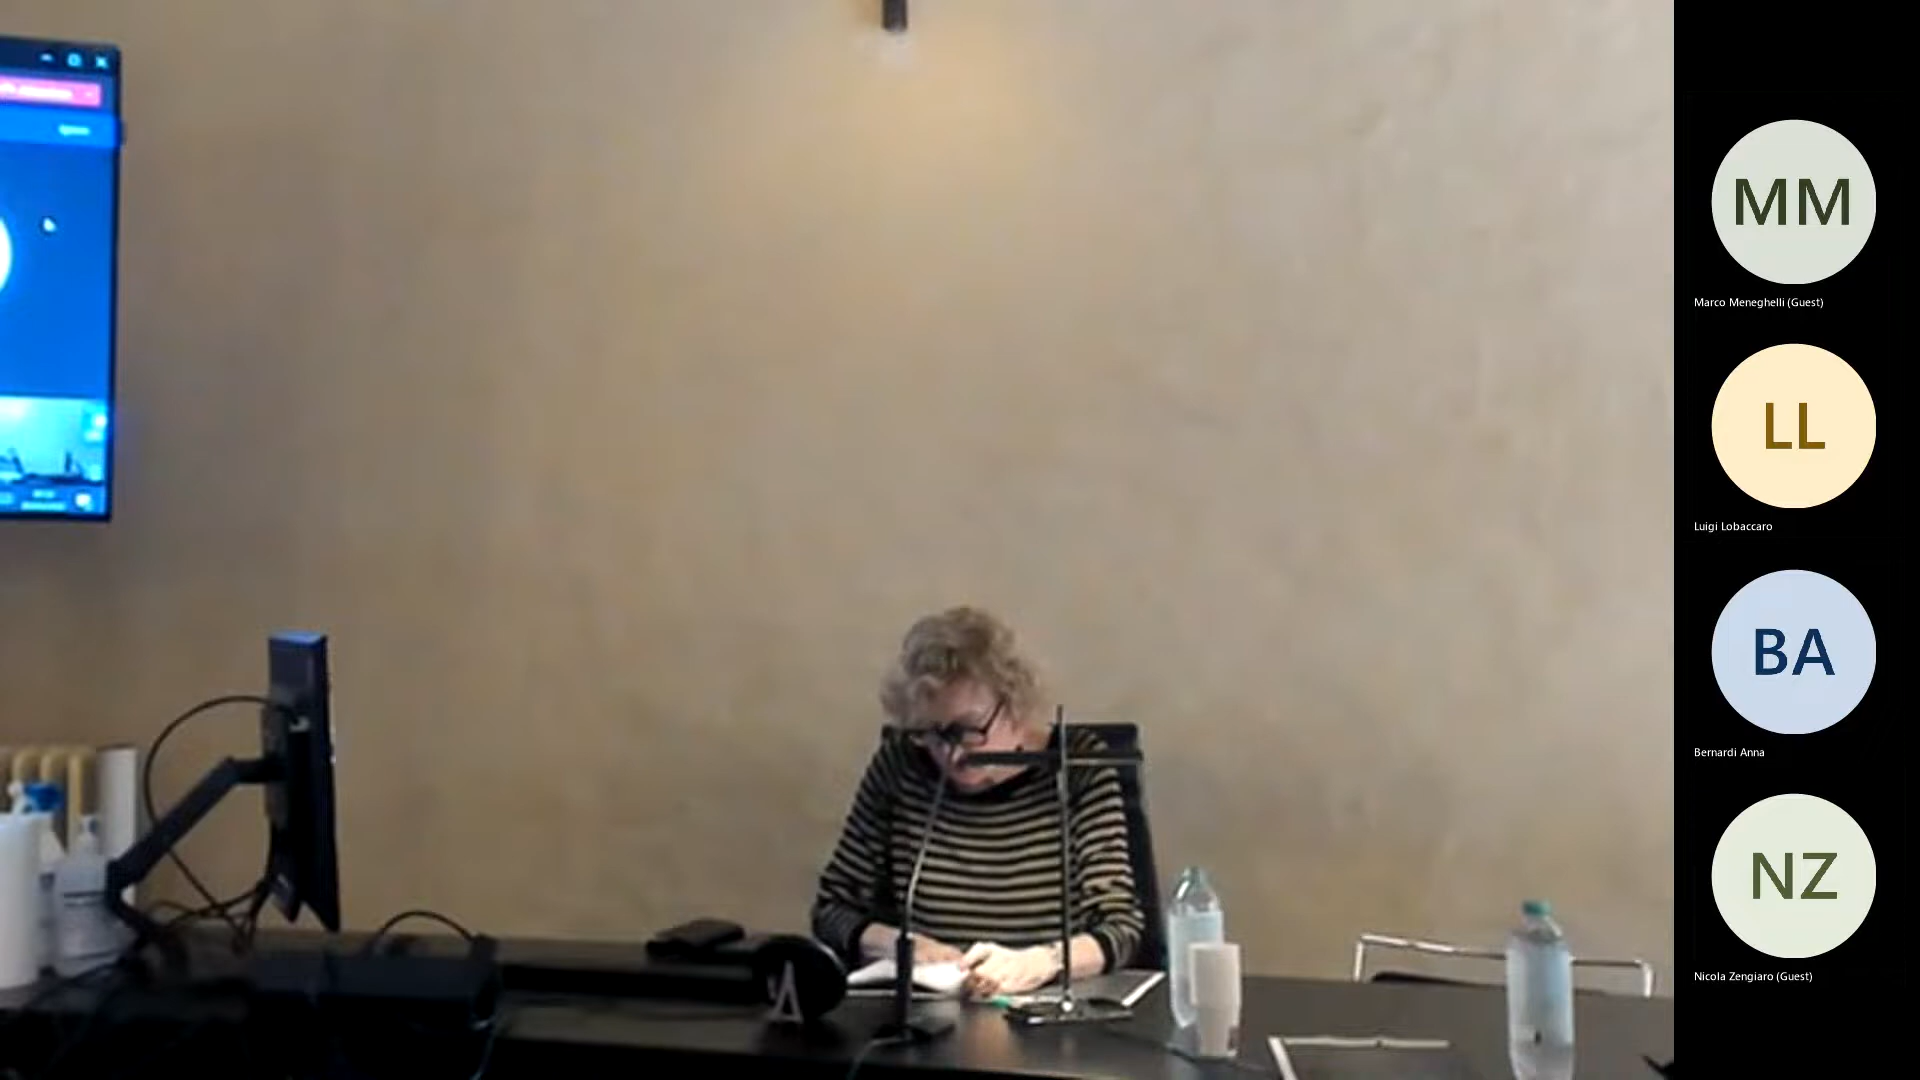 MM
Marco Meneghelli (Guest)
LL
Luigi Lobaccaro
BA
Bernardi Anna
NZ
Nicola Zengiaro (Guest)